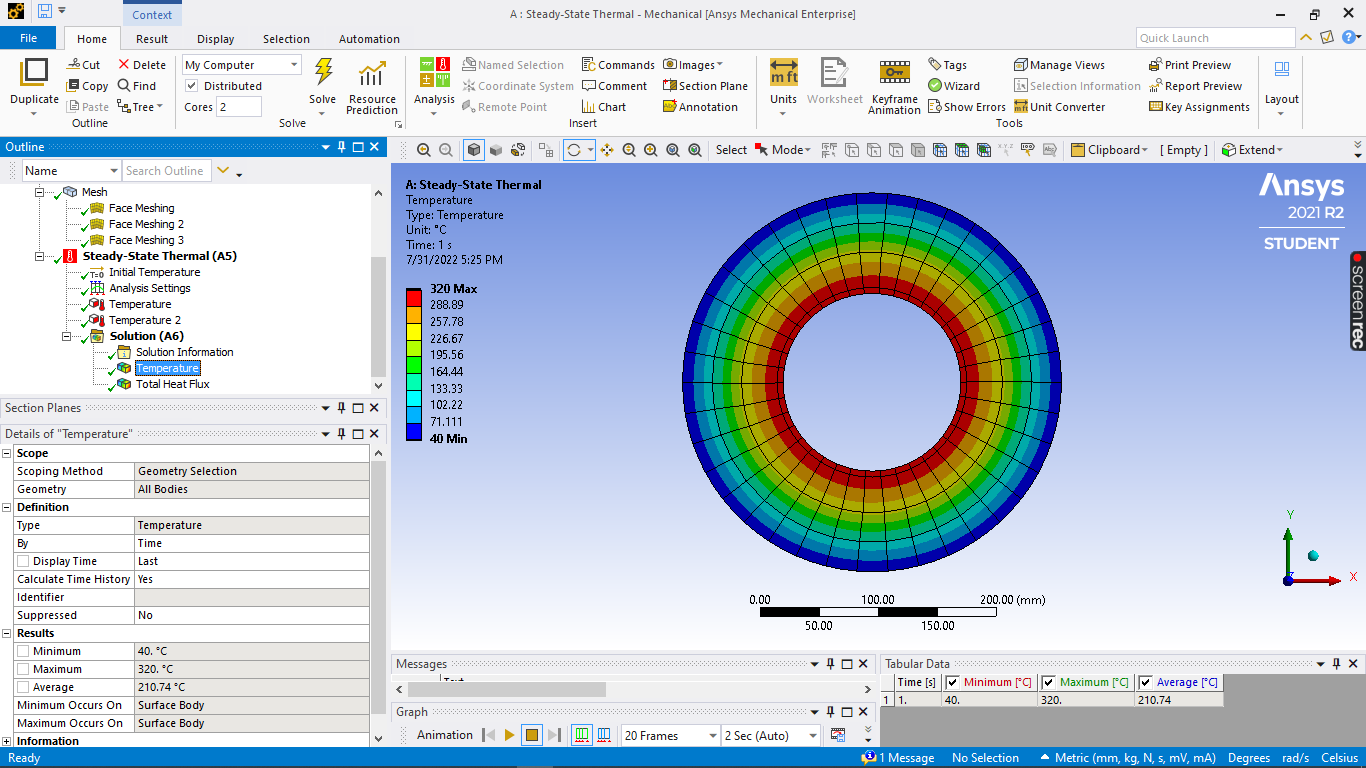 Context
A : Steady-State Thermal - Mechanical [Ansys Mechanical Enterprise]
File Home Result Display Selection Automation
Quick Launch
Duplicate
Cut
Delete
Copy
Find
Paste
Tree
Outline
My Computer
Distributed
Cores 2
Solve
Resource Prediction
Solve
Analysis
Named Selection
Coordinate System
Remote Point
Commands
Comment
Chart
Images
Section Plane
Annotation
Insert
mft
Units
Worksheet
Keyframe Animation
Tags
Wizard
Show Errors
Manage Views
Selection Information
Unit Converter
Print Preview
Report Preview
Key Assignments
Tools
Layout
Outline
Name
Search Outline
Mesh
Face Meshing
Face Meshing 2
Face Meshing 3
Steady-State Thermal (A5)
T=0 Initial Temperature
Analysis Settings
Temperature
Temperature 2
Solution (A6)
Solution Information
Temperature
Total Heat Flux
Section Planes
Details of "Temperature"
Scope
Scoping Method Geometry Selection
Geometry All Bodies
Definition
Type Temperature
By Time
Display Time Last
Calculate Time History Yes
Identifier
Suppressed No
Results
Minimum 40. °C
Maximum 320. °C
Average 210.74 °C
Minimum Occurs On Surface Body
Maximum Occurs On Surface Body
Information
Select Mode Clipboard [ Empty ] Extend
A: Steady-State Thermal
Temperature
Type: Temperature
Unit: °C
Time: 1 s
7/31/2022 5:25 PM
320 Max
288.89
257.78
226.67
195.56
164.44
133.33
102.22
71.111
40 Min
Ansys
2021 R2
STUDENT
screenrec
Y
X
Z
0.00 100.00 200.00 (mm)
50.00 150.00
Messages
Graph
Animation 20 Frames 2 Sec (Auto)
Tabular Data
Time [s] Minimum [°C] Maximum [°C] Average [°C]
1 1. 40. 320. 210.74
Ready 1 Message No Selection Metric (mm, kg, N, s, mV, mA) Degrees rad/s Celsius